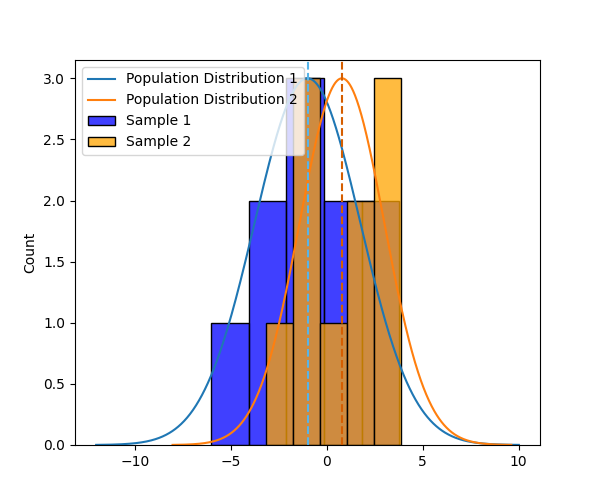 Population Distribution 1
Population Distribution 2
Sample 1
Sample 2
3.0
2.5
2.0
1.5
1.0
0.5
0.0
Count
−10
−5
0
5
10